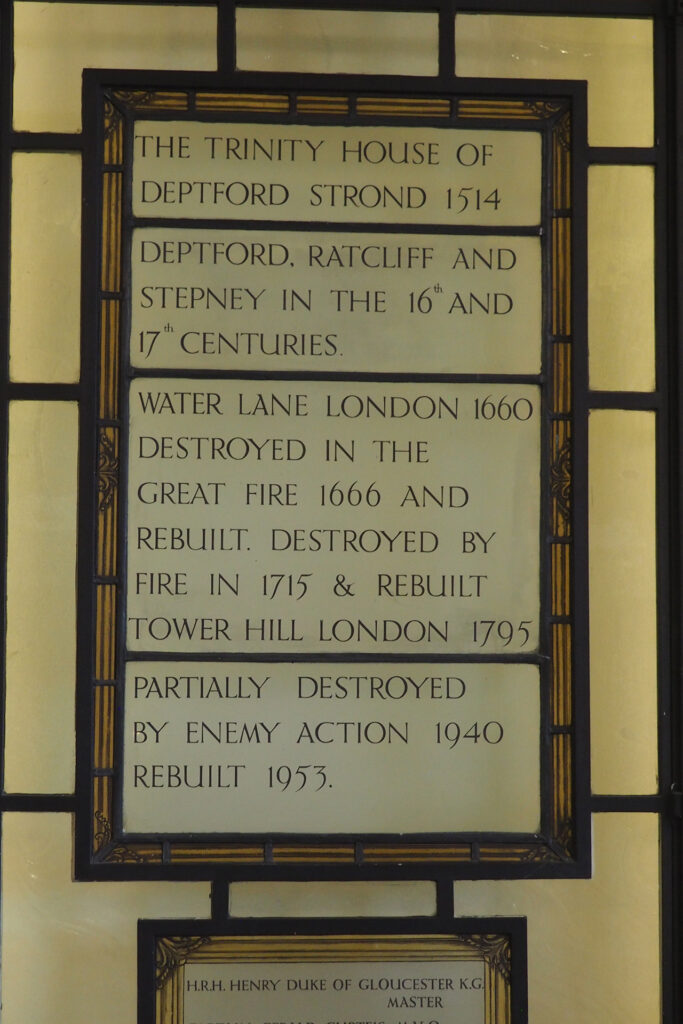 THE TRINITY HOUSE OF
DEPTFORD STROND 1514
DEPTFORD, RATCLIFF AND
STEPNEY IN THE 16th AND
17th CENTURIES.
WATER LANE LONDON 1660
DESTROYED IN THE
GREAT FIRE 1666 AND
REBUILT. DESTROYED BY
FIRE IN 1715 & REBUILT
TOWER HILL LONDON 1795
PARTIALLY DESTROYED
BY ENEMY ACTION 1940
REBUILT 1953.
H.R.H. HENRY DUKE OF GLOUCESTER K.G.
MASTER